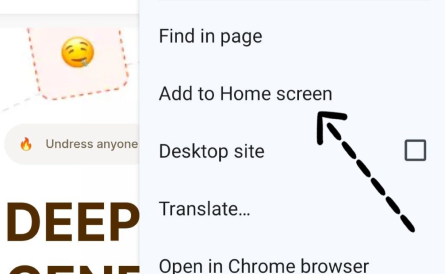 Find in page
Add to Home screen
🔥 Undress anyone
Desktop site
DEEP
Translate...
Open in Chrome browser